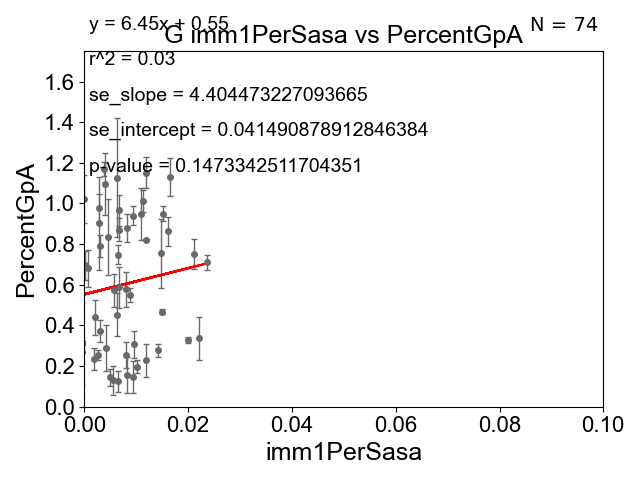 y = 6.45x + 0.55
N = 74
G imm1PerSasa vs PercentGpA
r^2 = 0.03
se_slope = 4.404473227093665
se_intercept = 0.041490878912846384
p-value = 0.1473342511704351
1.6
1.4
1.2
1.0
0.8
0.6
0.4
0.2
0.0
PercentGpA
0.00
0.02
0.04
0.06
0.08
0.10
imm1PerSasa